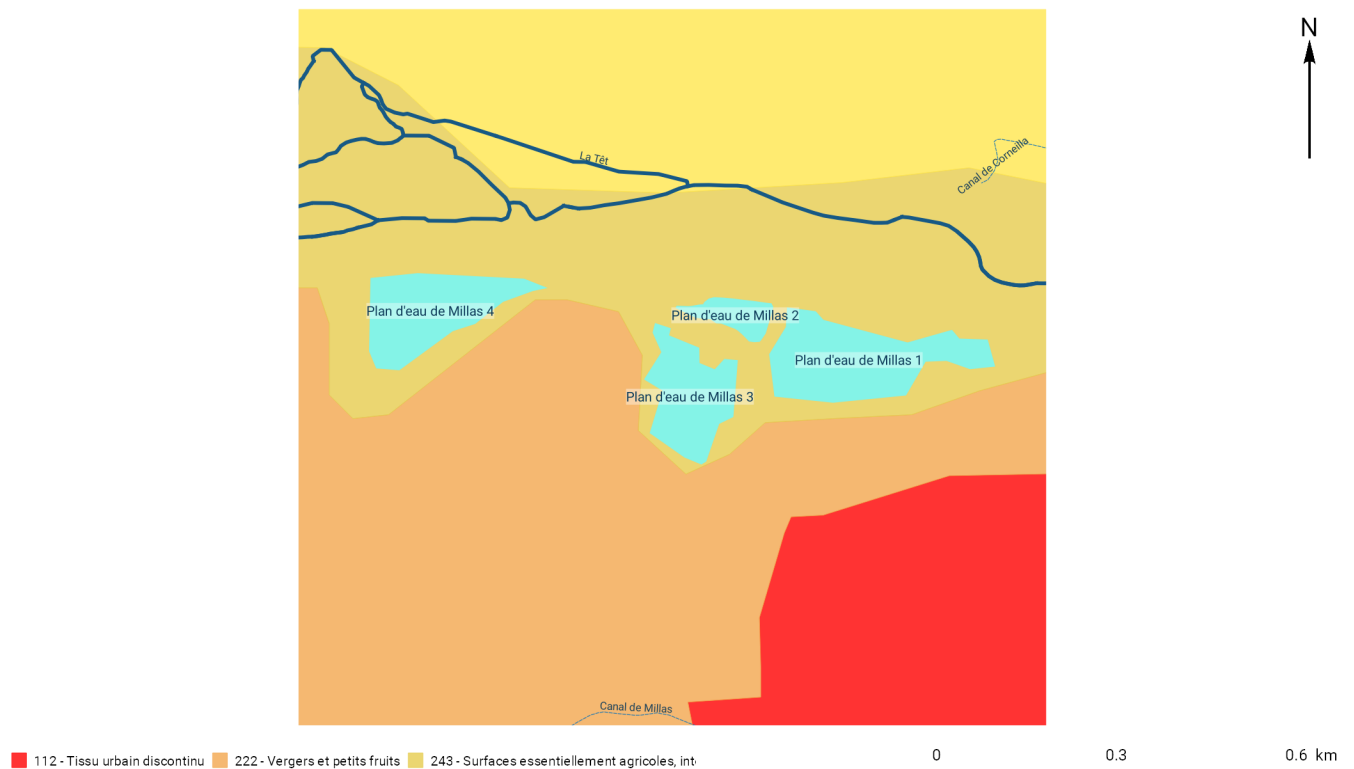 N
La Têt
Canal de Corneilla
Plan d'eau de Millas 4
Plan d'eau de Millas 2
Plan d'eau de Millas 1
Plan d'eau de Millas 3
Canal de Millas
112 - Tissu urbain discontinu 222 - Vergers et petits fruits 243 - Surfaces essentiellement agricoles, int
0 0.3 0.6 km